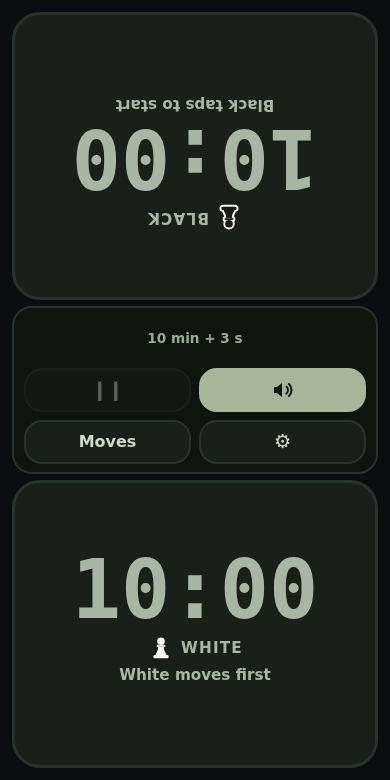 Black taps to start
10:00
BLACK
10 min + 3 s
Moves
10:00
WHITE
White moves first